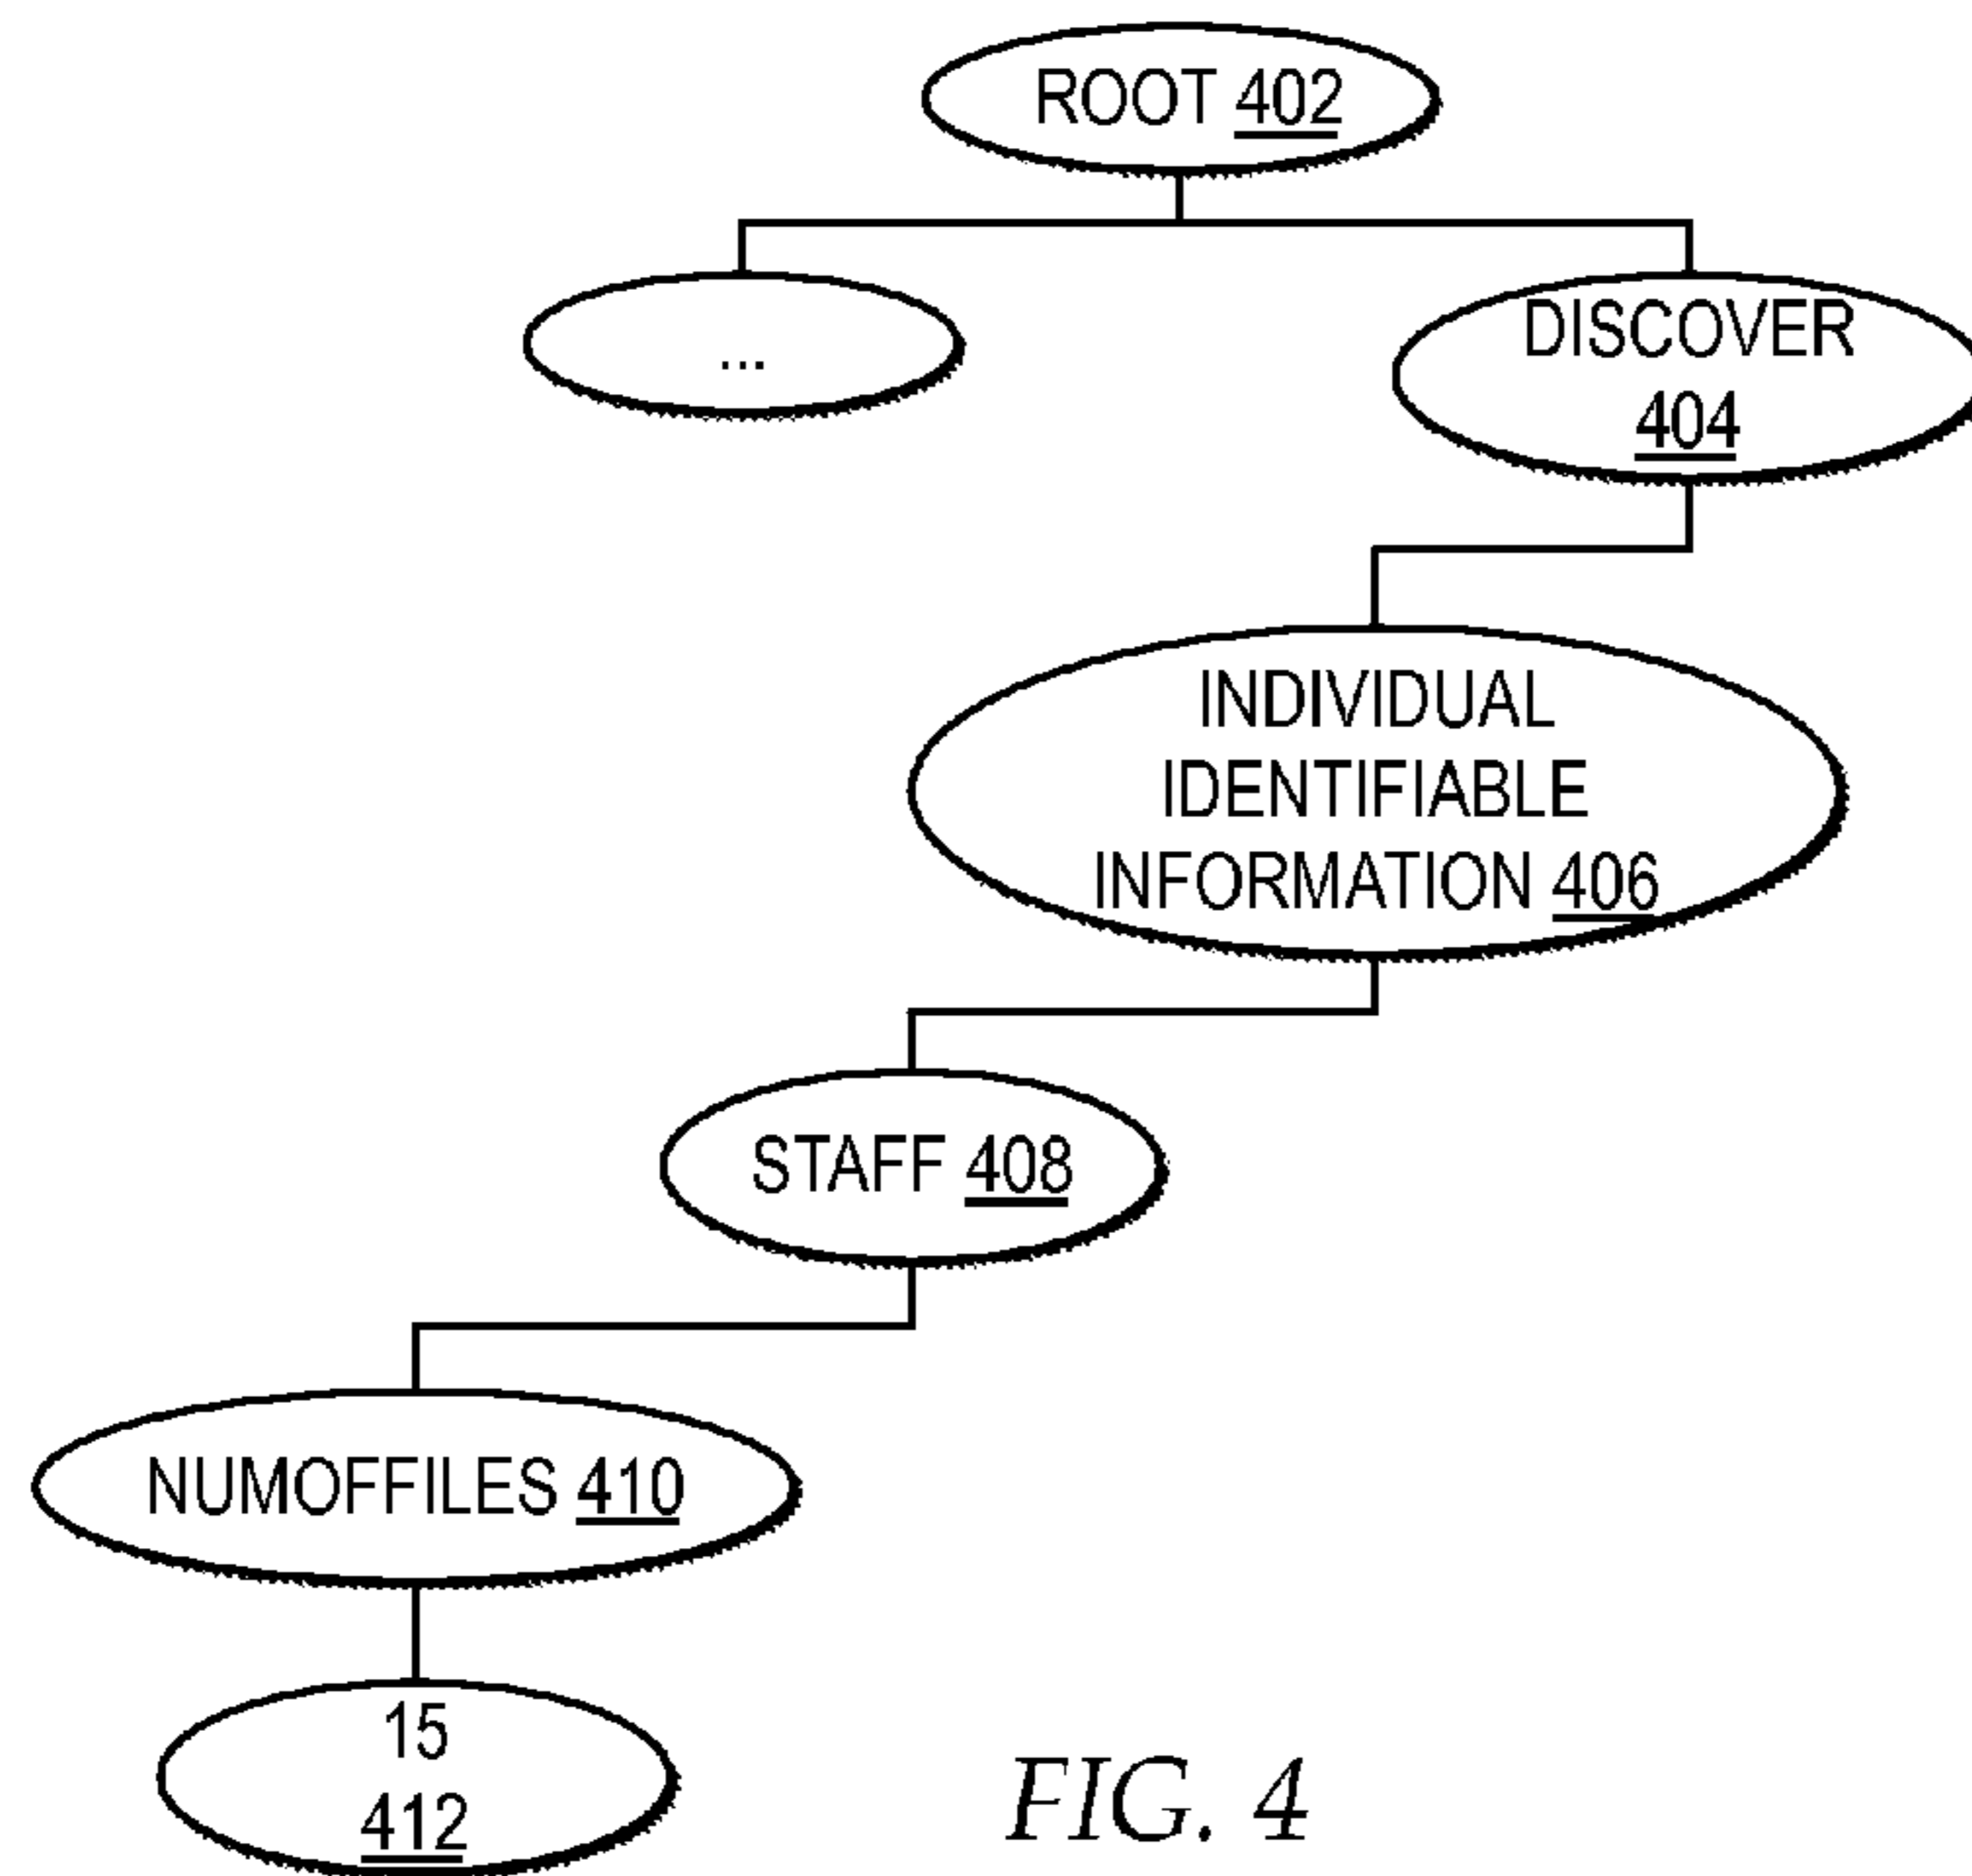 ROOT 402
...
DISCOVER
404
INDIVIDUAL
IDENTIFIABLE
INFORMATION 406
STAFF 408
NUMOFFILES 410
15
412
FIG. 4